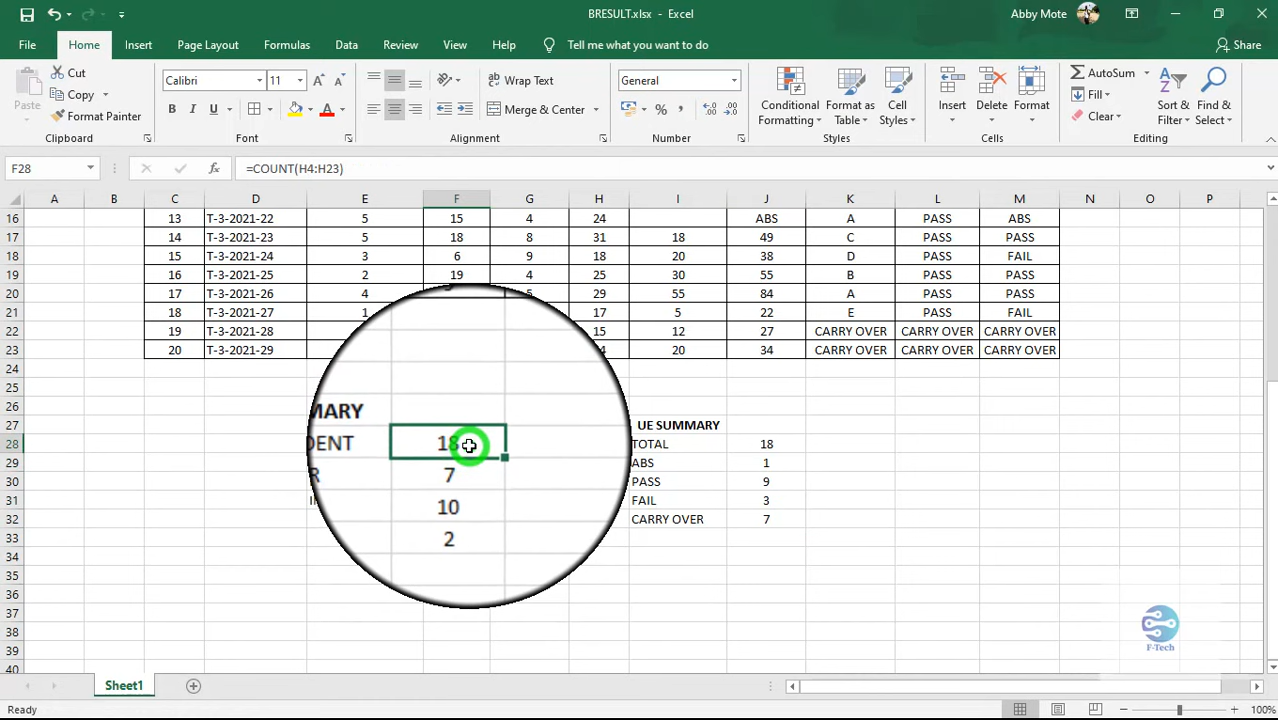 BRESULT.xlsx - Excel
Abby Mote
File Home Insert Page Layout Formulas Data Review View Help Tell me what you want to do Share
Paste
Cut
Copy
Format Painter
Clipboard
Calibri 11
B I U
Font
Wrap Text
Merge & Center
Alignment
General
Number
Conditional Formatting
Format as Table
Cell Styles
Styles
Insert
Delete
Format
Cells
AutoSum
Fill
Clear
Sort & Filter
Find & Select
Editing
F28 fx =COUNT(H4:H23)
A B C D E F G H I J K L M N O P
16 13 T-3-2021-22 5 15 4 24 ABS A PASS ABS
17 14 T-3-2021-23 5 18 8 31 18 49 C PASS PASS
18 15 T-3-2021-24 3 6 9 18 20 38 D PASS FAIL
19 16 T-3-2021-25 2 19 4 25 30 55 B PASS PASS
20 17 T-3-2021-26 4 29 55 84 A PASS PASS
21 18 T-3-2021-27 1 17 5 22 E PASS FAIL
22 19 T-3-2021-28 15 12 27 CARRY OVER CARRY OVER CARRY OVER
23 20 T-3-2021-29 20 34 CARRY OVER CARRY OVER CARRY OVER
24
25
26
27 MARY UE SUMMARY
28 DENT 18 TOTAL 18
29 R 7 ABS 1
30 10 PASS 9
31 2 FAIL 3
32 CARRY OVER 7
33
34
35
36
37
38
39
40
F-Tech
Sheet1
Ready
100%